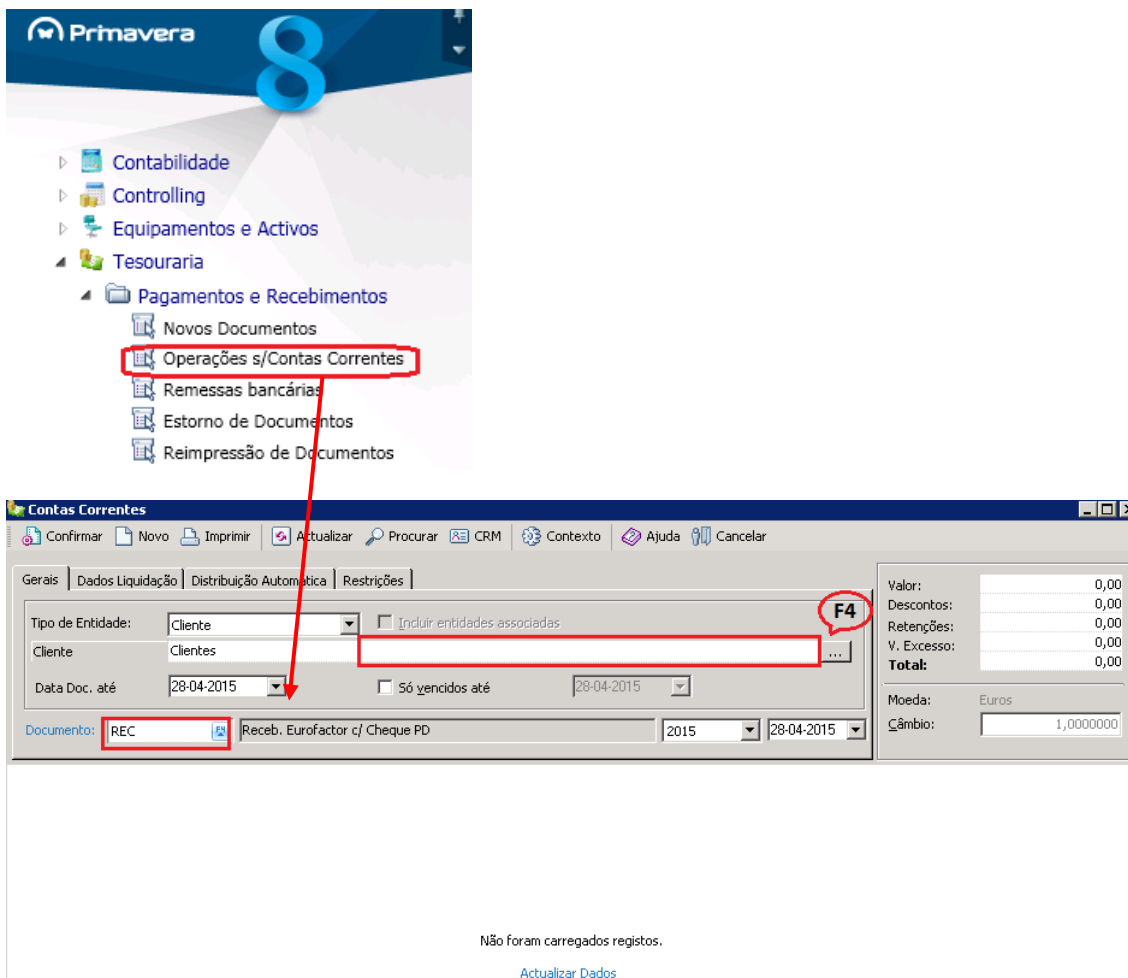 Primavera
8
Contabilidade
Controlling
Equipamentos e Activos
Tesouraria
Pagamentos e Recebimentos
Novos Documentos
Operações s/Contas Correntes
Remessas bancárias
Estorno de Documentos
Reimpressão de Documentos
Contas Correntes
Confirmar Novo Imprimir Actualizar Procurar CRM Contexto Ajuda Cancelar
Gerais Dados Liquidação Distribuição Automática Restrições
Tipo de Entidade: Cliente Incluir entidades associadas F4
Cliente Clientes ...
Data Doc. até 28-04-2015 Só vencidos até 28-04-2015
Documento: REC Receb. Eurofactor c/ Cheque PD 2015 28-04-2015
Valor: 0,00
Descontos: 0,00
Retenções: 0,00
V. Excesso: 0,00
Total: 0,00
Moeda: Euros
Câmbio: 1,0000000
Não foram carregados registos.
Actualizar Dados